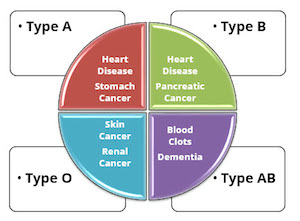 • Type A
• Type B
Heart
Disease
Stomach
Cancer
Heart
Disease
Pancreatic
Cancer
Skin
Cancer
Renal
Cancer
Blood
Clots
Dementia
• Type O
• Type AB